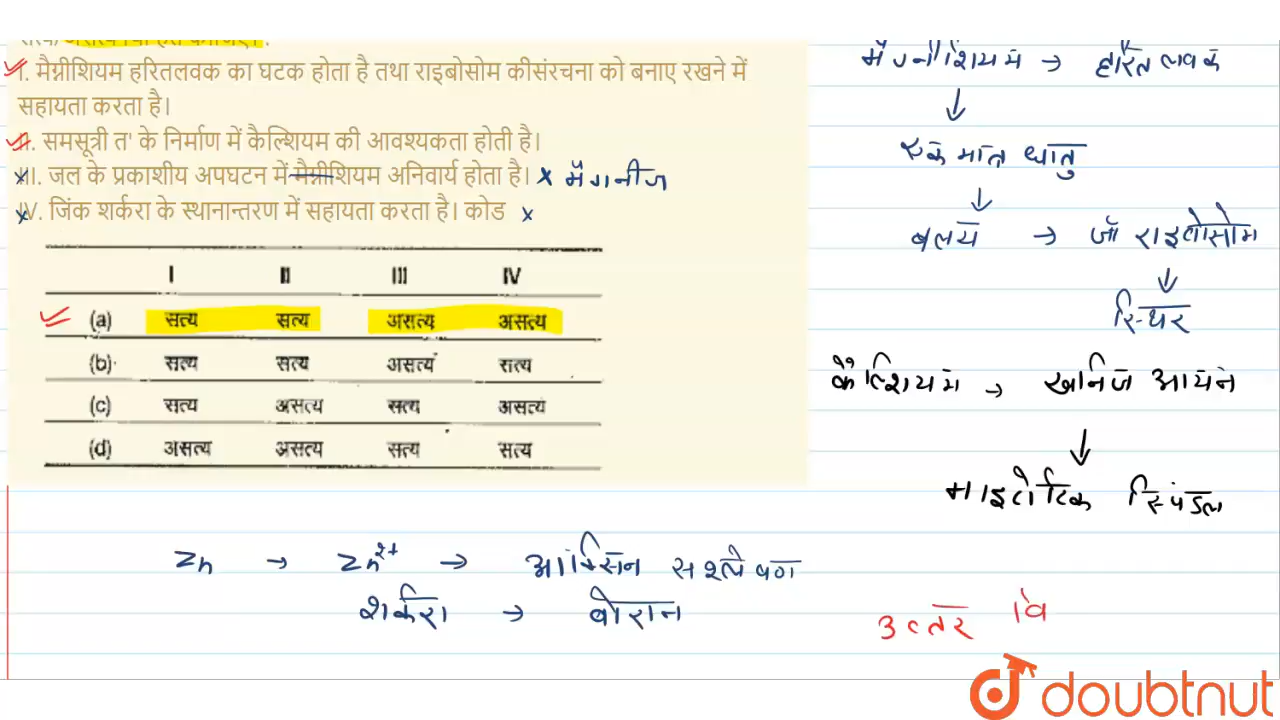 I. मैग्नीशियम हरितलवक का घटक होता है तथा राइबोसोम कीसंरचना को बनाए रखने में
सहायता करता है।
II. समसूत्री त' के निर्माण में कैल्शियम की आवश्यकता होती है।
III. जल के प्रकाशीय अपघटन में मैग्नीशियम अनिवार्य होता है। x मैंगनीज
IV. जिंक शर्करा के स्थानान्तरण में सहायता करता है। कोड x
I II III IV
(a) सत्य सत्य असत्य असत्य
(b) सत्य सत्य असत्य सत्य
(c) सत्य असत्य सत्य असत्य
(d) असत्य असत्य सत्य सत्य
मैग्नीशियम → हरित लवक
↓
एक मात्र धातु
↓
वलय → जो राइबोसोम
↓
स्थिर
कैल्शियम → खनिज आयन
↓
माइटोटिक स्पिंडल
Zn → Zn²⁺ → ऑक्सिन
शर्करा → बोरान
उत्तर
doubtnut